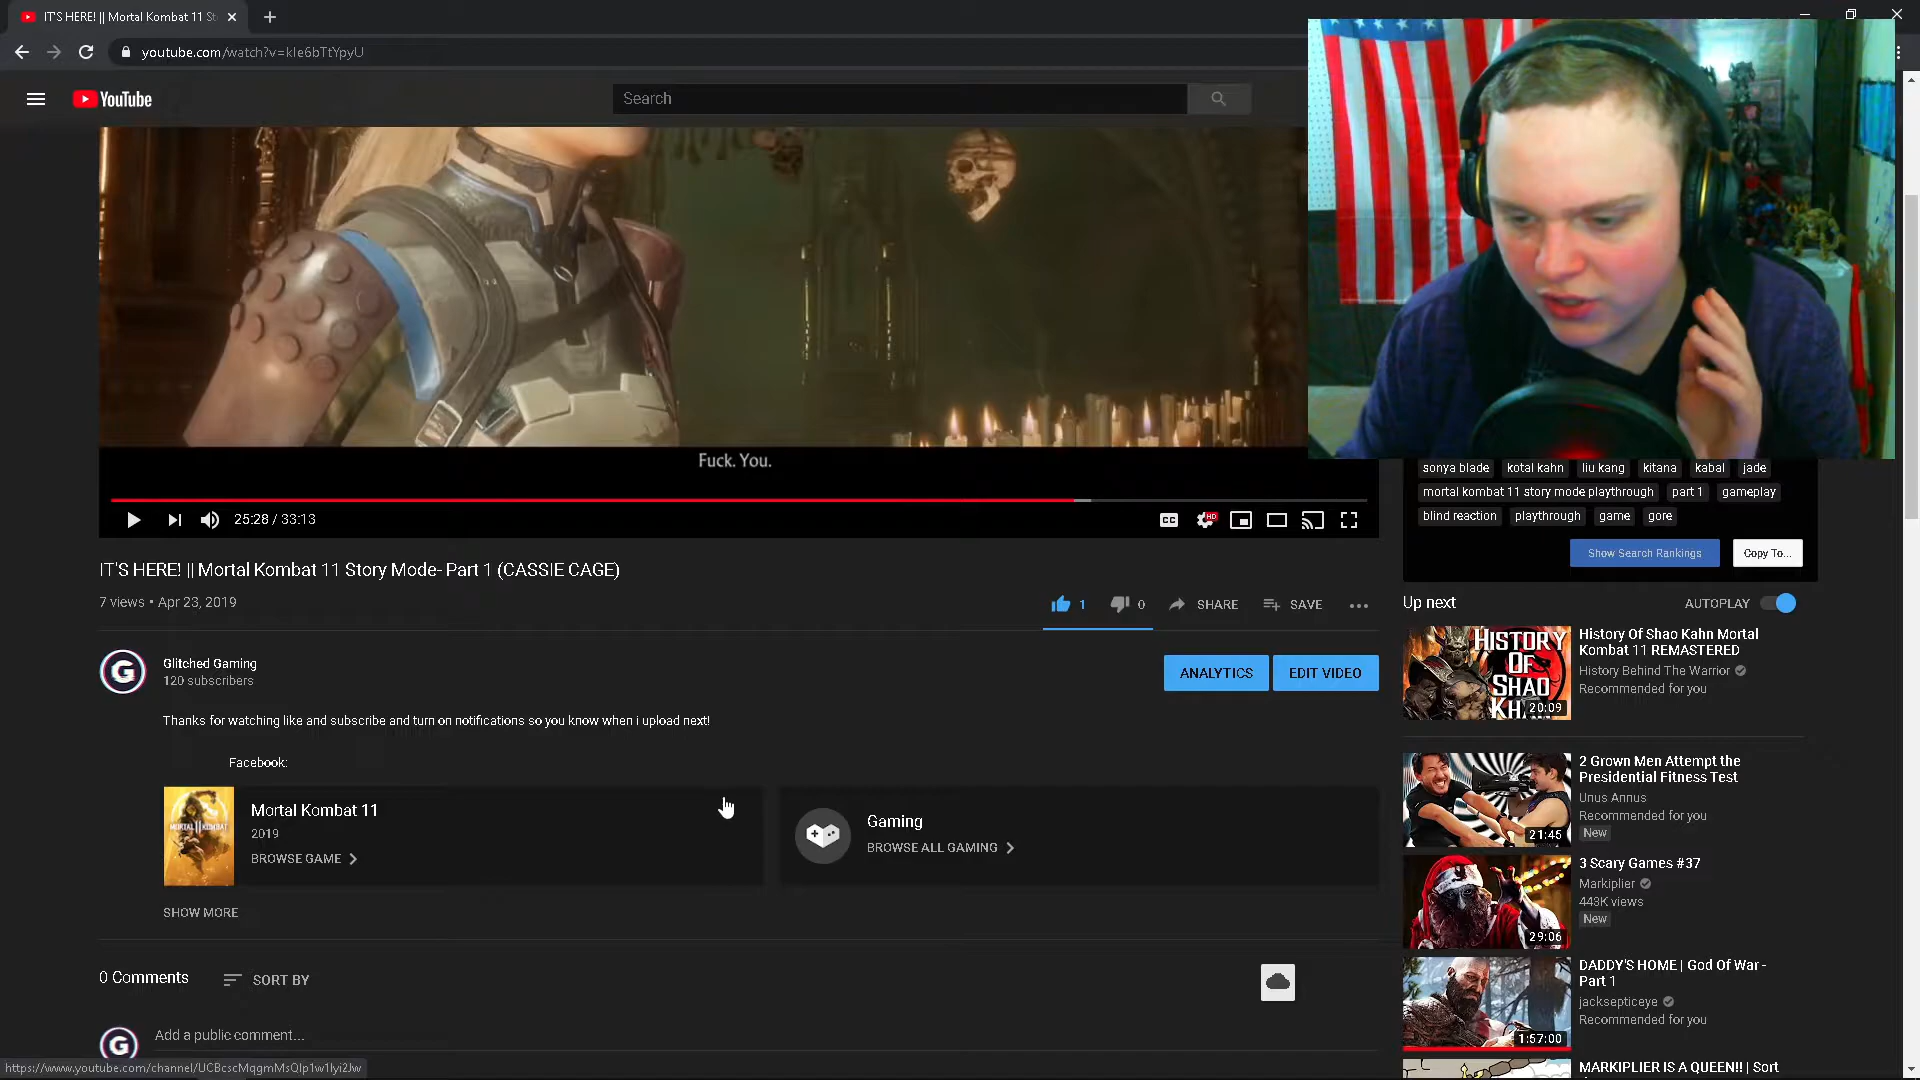 IT'S HERE! || Mortal Kombat 11 St
youtube.com/watch?v=kIe6bTtYpyU
YouTube
Search
Fuck. You.
25:28 / 33:13
CC
HD
IT'S HERE! || Mortal Kombat 11 Story Mode- Part 1 (CASSIE CAGE)
7 views • Apr 23, 2019
1
0
SHARE
SAVE
G
Glitched Gaming
120 subscribers
ANALYTICS
EDIT VIDEO
Thanks for watching like and subscribe and turn on notifications so you know when i upload next!
Facebook:
MORTAL KOMBAT
Mortal Kombat 11
2019
BROWSE GAME
Gaming
BROWSE ALL GAMING
SHOW MORE
0 Comments
SORT BY
G
Add a public comment...
https://www.youtube.com/channel/UCBcscMqgmMsQlp1w1lyi2Jw
sonya blade kotal kahn liu kang kitana kabal jade
mortal kombat 11 story mode playthrough part 1 gameplay
blind reaction playthrough game gore
Show Search Rankings
Copy To...
Up next
AUTOPLAY
HISTORY
OF
SHAO
KH
20:09
History Of Shao Kahn Mortal
Kombat 11 REMASTERED
History Behind The Warrior
Recommended for you
21:45
2 Grown Men Attempt the
Presidential Fitness Test
Unus Annus
Recommended for you
New
29:06
3 Scary Games #37
Markiplier
443K views
New
1:57:00
DADDY'S HOME | God Of War -
Part 1
jacksepticeye
Recommended for you
MARKIPLIER IS A QUEEN!! | Sort